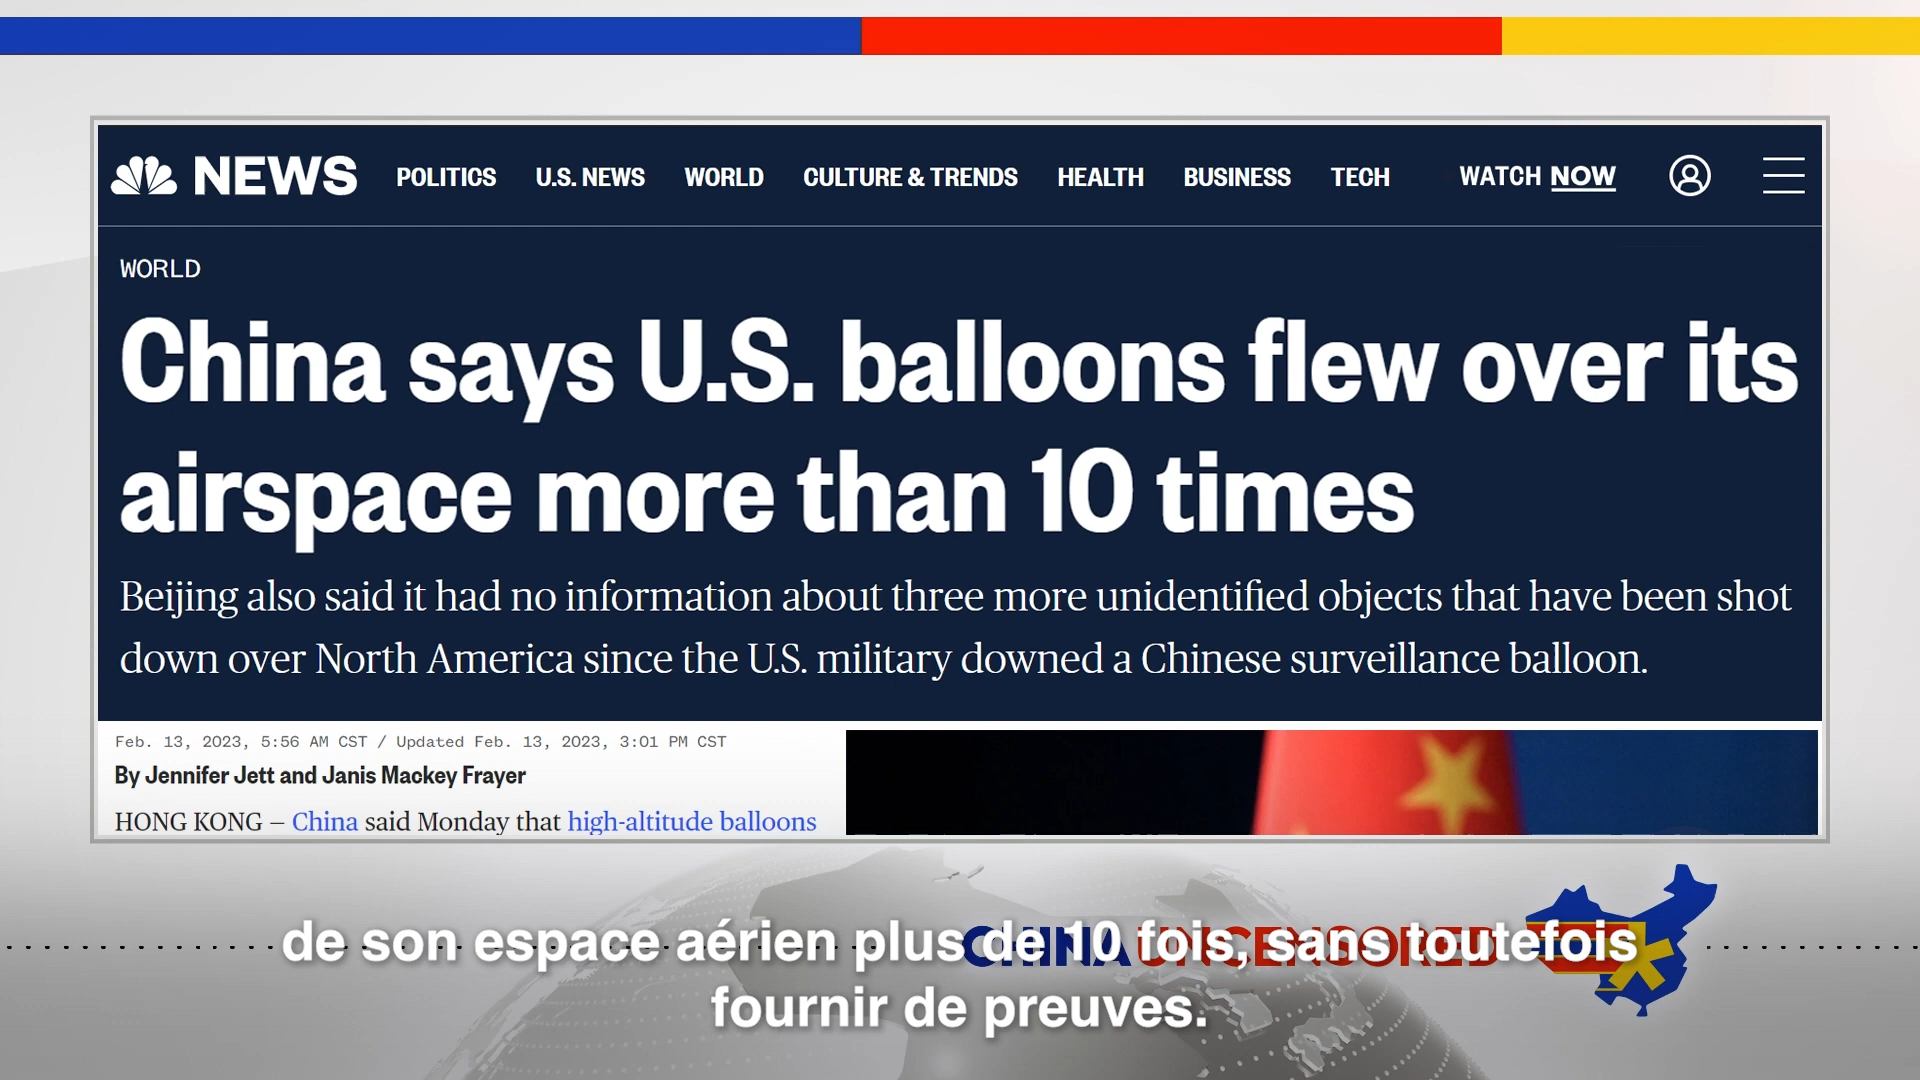 NEWS POLITICS U.S. NEWS WORLD CULTURE & TRENDS HEALTH BUSINESS TECH WATCH NOW
WORLD
China says U.S. balloons flew over its
airspace more than 10 times
Beijing also said it had no information about three more unidentified objects that have been shot
down over North America since the U.S. military downed a Chinese surveillance balloon.
Feb. 13, 2023, 5:56 AM CST / Updated Feb. 13, 2023, 3:01 PM CST
By Jennifer Jett and Janis Mackey Frayer
HONG KONG – China said Monday that high-altitude balloons
CHINA UNCENSORED
de son espace aérien plus de 10 fois, sans toutefois
fournir de preuves.